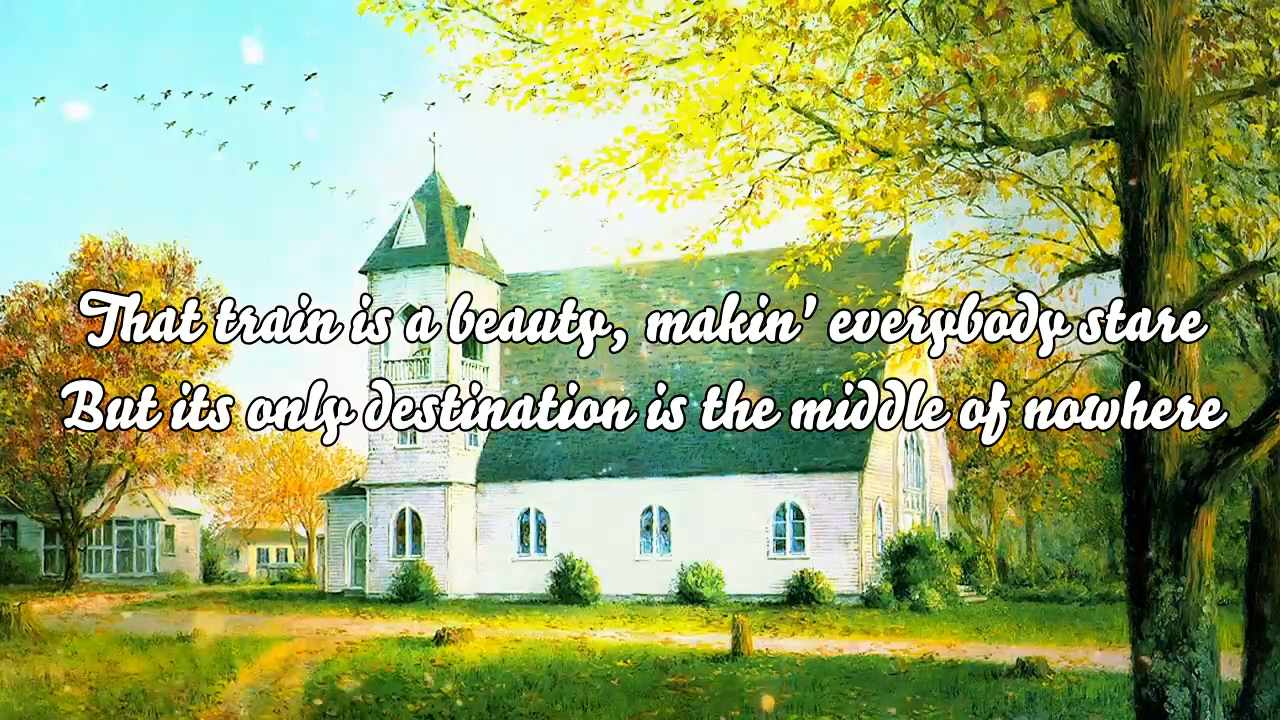 That train is a beauty, makin' everybody stare
But its only destination is the middle of nowhere